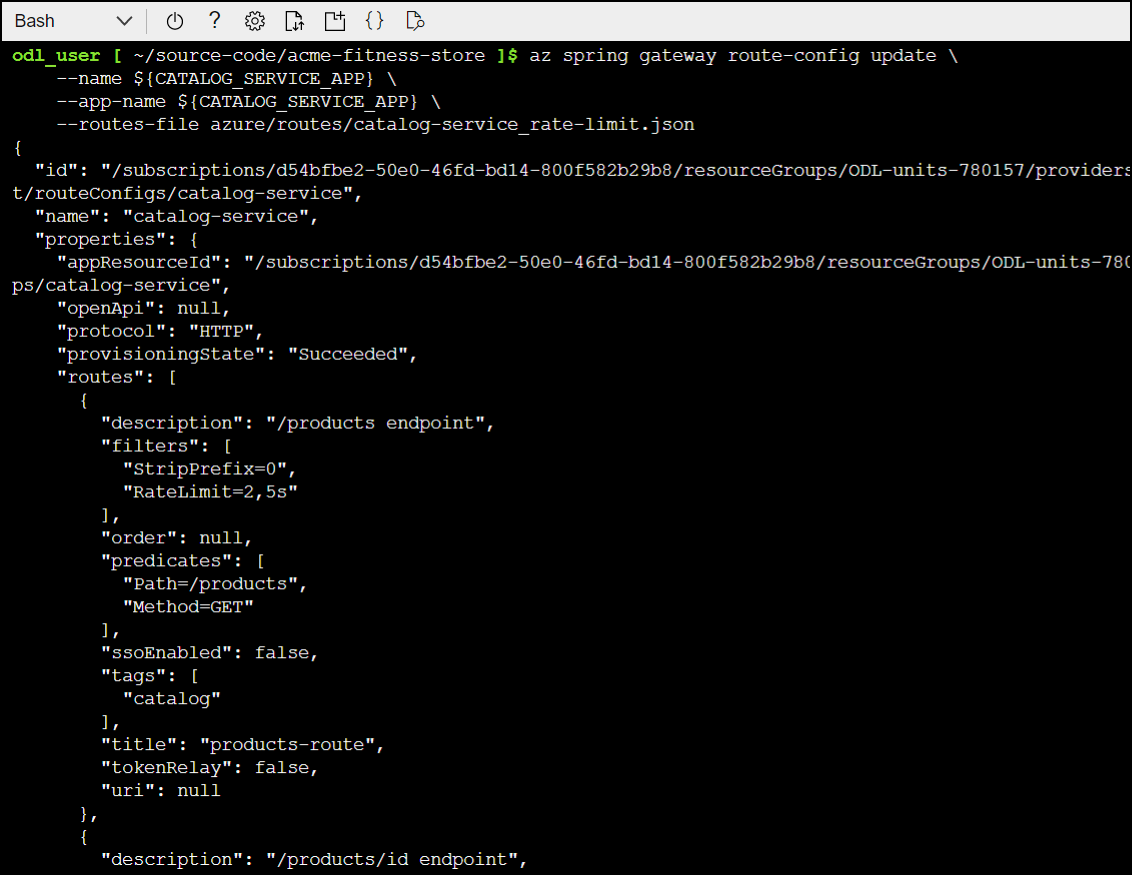 Bash
?
{}
odl_user [ ~/source-code/acme-fitness-store ]$ az spring gateway route-config update \
--name ${CATALOG_SERVICE_APP} \
--app-name ${CATALOG_SERVICE_APP} \
--routes-file azure/routes/catalog-service_rate-limit.json
{
"id": "/subscriptions/d54bfbe2-50e0-46fd-bd14-800f582b29b8/resourceGroups/ODL-units-780157/providers
t/routeConfigs/catalog-service",
"name": "catalog-service",
"properties": {
"appResourceId": "/subscriptions/d54bfbe2-50e0-46fd-bd14-800f582b29b8/resourceGroups/ODL-units-780
ps/catalog-service",
"openApi": null,
"protocol": "HTTP",
"provisioningState": "Succeeded",
"routes": [
{
"description": "/products endpoint",
"filters": [
"StripPrefix=0",
"RateLimit=2,5s"
],
"order": null,
"predicates": [
"Path=/products",
"Method=GET"
],
"ssoEnabled": false,
"tags": [
"catalog"
],
"title": "products-route",
"tokenRelay": false,
"uri": null
},
{
"description": "/products/id endpoint",